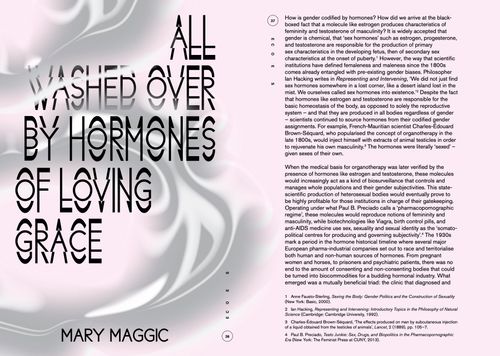 ALL
WASHED OVER
BY HORMONES
OF LOVING
GRACE
MARY MAGGIC
36
37
How is gender codified by hormones? How did we arrive at the black-
boxed fact that a molecule like estrogen produces characteristics of
femininity and testosterone of masculinity? It is widely accepted that
gender is chemical, that 'sex hormones' such as estrogen, progesterone,
and testosterone are responsible for the production of primary
sex characteristics in the developing fetus, then of secondary sex
characteristics at the onset of puberty.¹ However, the way that scientific
institutions have defined femaleness and maleness since the 1800s
comes already entangled with pre-existing gender biases. Philosopher
Ian Hacking writes in Representing and Intervening, 'We did not just find
sex hormones somewhere in a lost corner, like a desert island lost in the
mist. We ourselves called sex hormones into existence.'² Despite the fact
that hormones like estrogen and testosterone are responsible for the
basic homeostasis of the body, as opposed to solely the reproductive
system – and that they are produced in all bodies regardless of gender
– scientists continued to source hormones from their codified gender
assignments. For example, French-Mauritian scientist Charles-Édouard
Brown-Séquard, who popularised the concept of organotherapy in the
late 1800s, would inject himself with extracts of animal testicles in order
to rejuvenate his own masculinity.³ The hormones were literally 'sexed' –
given sexes of their own.
When the medical basis for organotherapy was later verified by the
presence of hormones like estrogen and testosterone, these molecules
would increasingly act as a kind of biosurveillance that controls and
manages whole populations and their gender subjectivities. This state-
scientific production of heterosexual bodies would eventually prove to
be highly profitable for those institutions in charge of their gatekeeping.
Operating under what Paul B. Preciado calls a 'pharmacopornographic
regime', these molecules would reproduce notions of femininity and
masculinity, while biotechnologies like Viagra, birth control pills, and
anti-AIDS medicine use sex, sexuality and sexual identity as the 'somato-
political centres for producing and governing subjectivity'.⁴ The 1930s
mark a period in the hormone historical timeline where several major
European pharma-industrial companies set out to race and territorialise
both human and non-human sources of hormones. From pregnant
women and horses, to prisoners and psychiatric patients, there was no
end to the amount of consenting and non-consenting bodies that could
be turned into biocommodities for a budding hormonal industry. What
emerged was a mutually beneficial triad: the clinic that diagnosed and
1 Anne Fausto-Sterling, Sexing the Body: Gender Politics and the Construction of Sexuality
(New York: Basic, 2000).
2 Ian Hacking, Representing and Intervening: Introductory Topics in the Philosophy of Natural
Science (Cambridge: Cambridge University, 1992).
3 Charles-Édouard Brown-Séquard, 'The effects produced on man by subcutaneous injection
of a liquid obtained from the testicles of animals', Lancet, 2 (1889), pp. 105–7.
4 Paul B. Preciado, Testo Junkie: Sex, Drugs, and Biopolitics in the Pharmacopornographic
Era (New York: The Feminist Press at CUNY, 2013).